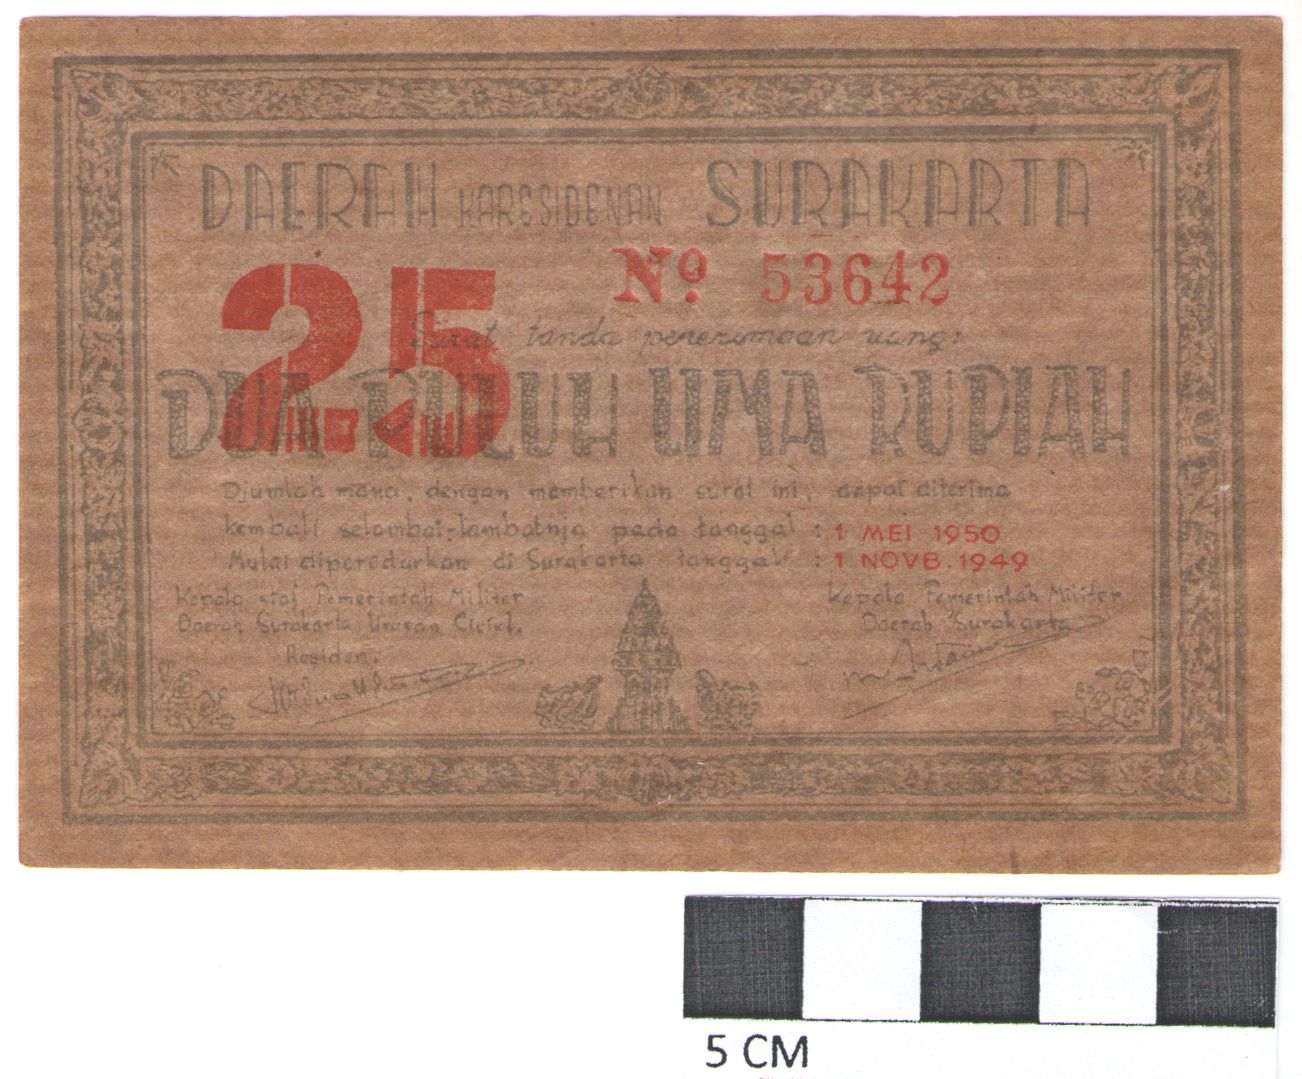 DAERAH KARESIDENAN SURAKARTA
25
Nº 53642
Surat tanda penerimaan uang:
DUA PULUH LIMA RUPIAH
Djumlah mana, dengan memberikan surat ini, dapat diterima
kembali selambat-lambatnja pada tanggal : 1 MEI 1950
Mulai diperedarkan di Surakarta tanggal : 1 NOVB. 1949
Kepala staf Pemerintah Militer
Daerah Surakarta Urusan Ciciel.
Residen:
Kepala Pemerintah Militer
Daerah Surakarta
5 CM